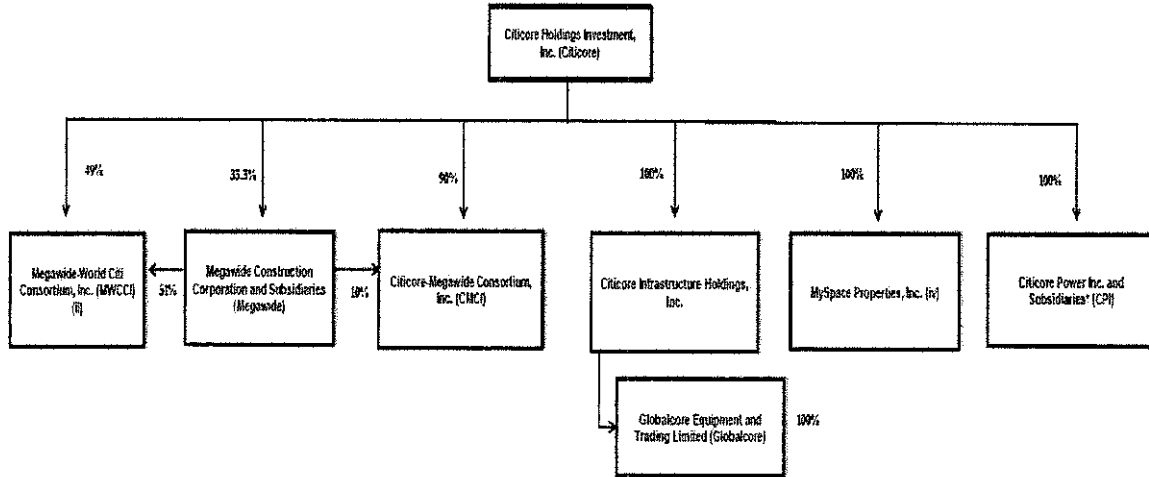 Citicore Holdings Investment,
Inc. (Citicore)
49%
33.3%
90%
100%
100%
100%
Megawide-World Citi
Consortium, Inc. (MWCCI)
(ii)
51%
Megawide Construction
Corporation and Subsidiaries
(Megawide)
10%
Citicore-Megawide Consortium,
Inc. (CMCI)
Citicore Infrastructure Holdings,
Inc.
MySpace Properties, Inc. (iv)
Citicore Power Inc. and
Subsidiaries* (CPI)
Globalcore Equipment and
Trading Limited (Globalcore)
100%